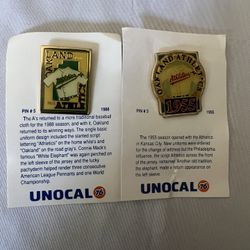 OAKLAND
Athletics
PIN # 5 1988
The A's returned to a more traditional baseball
cloth for the 1988 season, and with it, Oakland
returned to its winning ways. The single basic
uniform design included the standard script
lettering "Athletics" on the home white's and
"Oakland" on the road gray's. Connie Mack's
famous "White Elephant" was again perched on
the left sleeve of the jersey, and the lucky
patchwork helped render three consecutive
American League Pennants and one World
Championship.
UNOCAL 76
OAKLAND ATHLETICS
Athletics
1955
PIN # 3 1955
The 1955 season opened with the Athletics
in Kansas City. New uniforms were ordered
for the change of address but the Philadelphia
influence, the script Athletics across the front
of the jersey, remained. Another old tradition,
the elephant, continued on the left sleeve.
UNOCAL 76